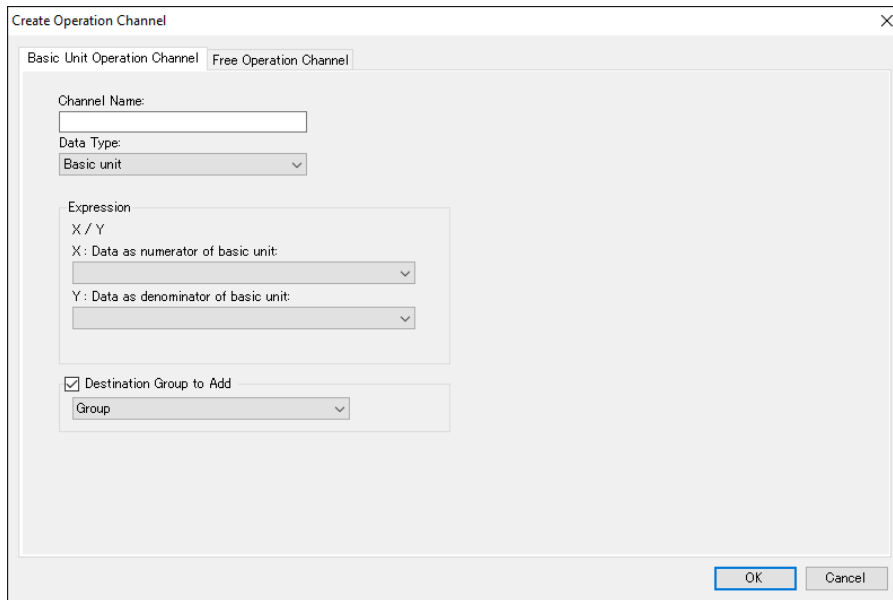 Create Operation Channel
Basic Unit Operation Channel Free Operation Channel
Channel Name:
Data Type:
Basic unit
Expression
X / Y
X : Data as numerator of basic unit:
Y : Data as denominator of basic unit:
Destination Group to Add
Group
OK Cancel